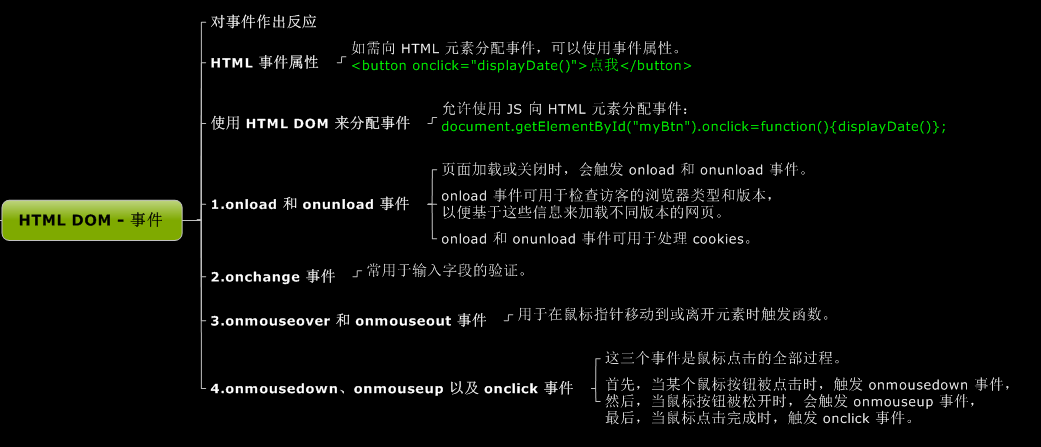 对事件作出反应
HTML 事件属性
如需向 HTML 元素分配事件，可以使用事件属性。
<button onclick="displayDate()">点我</button>
使用 HTML DOM 来分配事件
允许使用 JS 向 HTML 元素分配事件：
document.getElementById("myBtn").onclick=function(){displayDate()};
HTML DOM - 事件
1.onload 和 onunload 事件
页面加载或关闭时，会触发 onload 和 onunload 事件。
onload 事件可用于检查访客的浏览器类型和版本，
以便基于这些信息来加载不同版本的网页。
onload 和 onunload 事件可用于处理 cookies。
2.onchange 事件
常用于输入字段的验证。
3.onmouseover 和 onmouseout 事件
用于在鼠标指针移动到或离开元素时触发函数。
4.onmousedown、onmouseup 以及 onclick 事件
这三个事件是鼠标点击的全部过程。
首先，当某个鼠标按钮被点击时，触发 onmousedown 事件，
然后，当鼠标按钮被松开时，会触发 onmouseup 事件，
最后，当鼠标点击完成时，触发 onclick 事件。